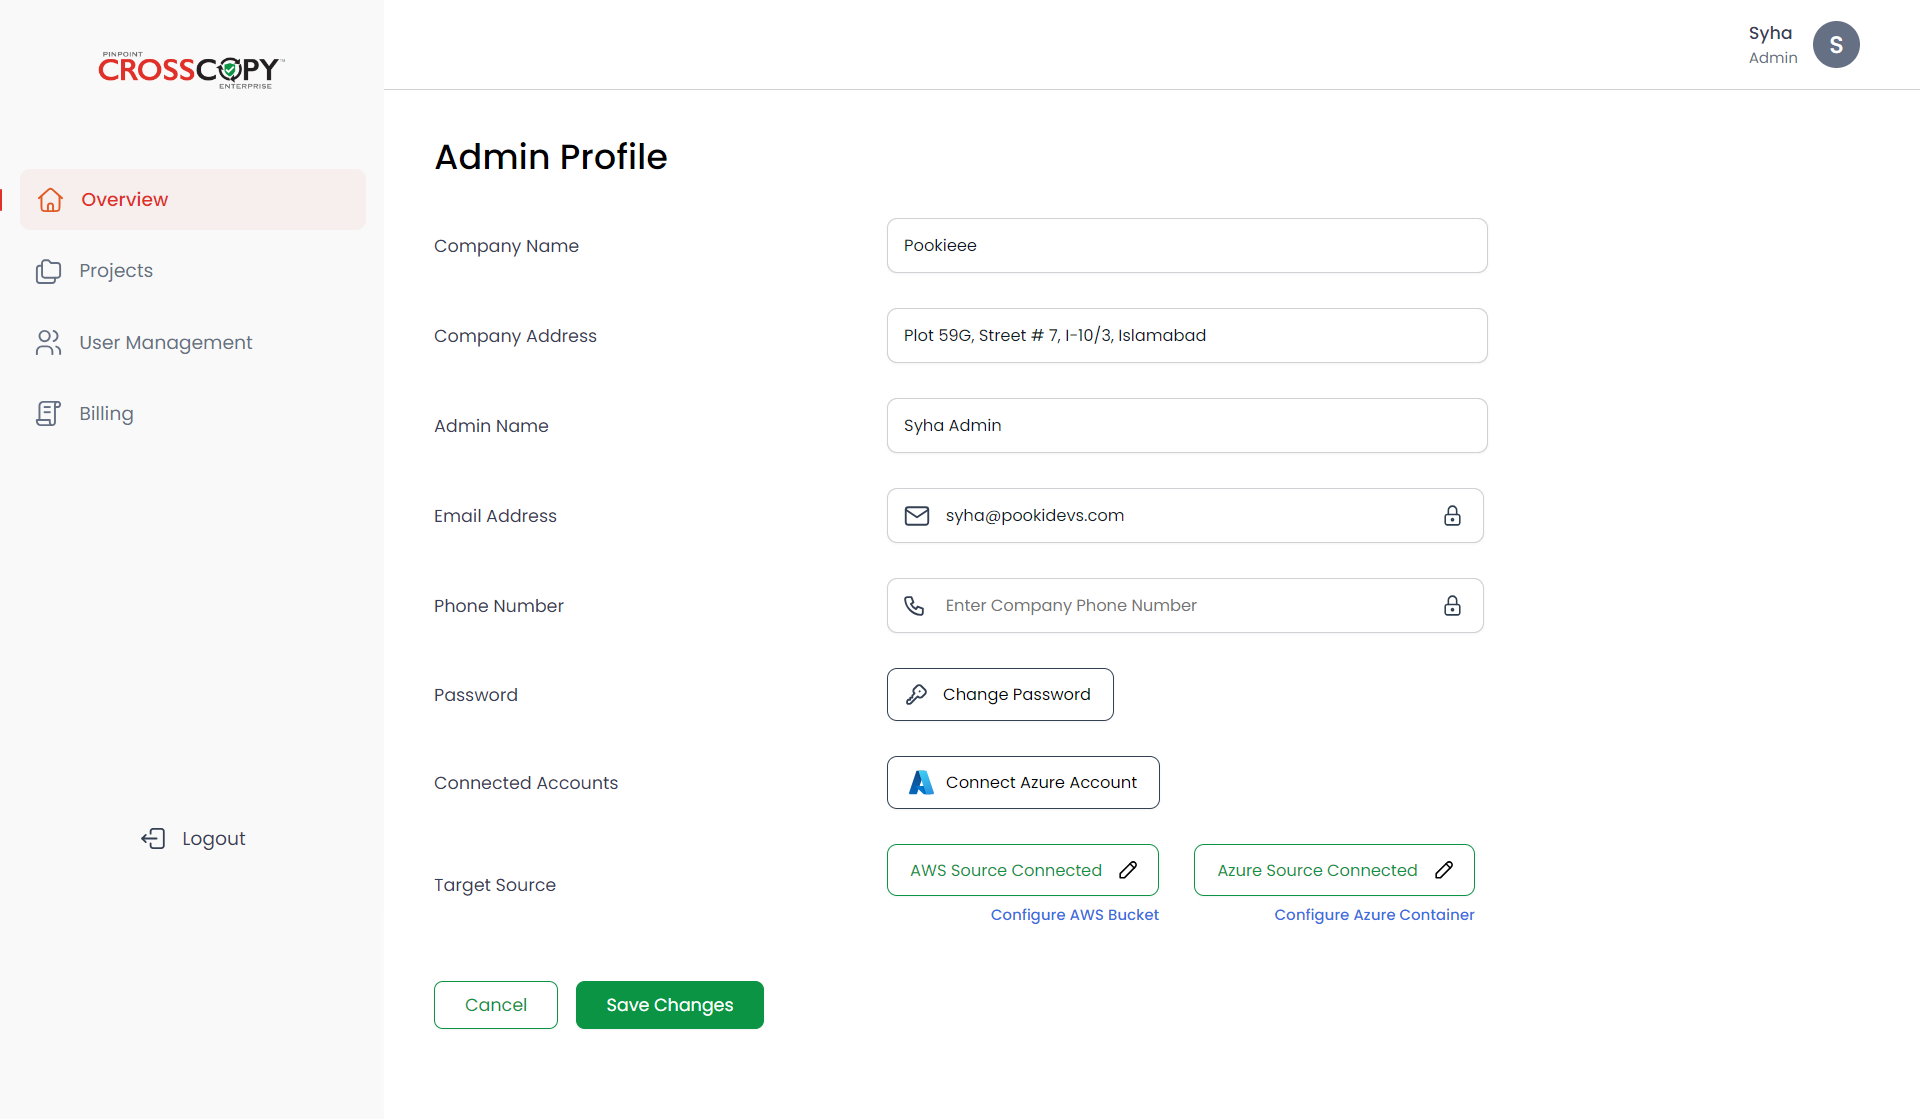 PINPOINT
CROSSCOPY™
ENTERPRISE
Overview
Projects
User Management
Billing
Logout
Syha
Admin
S
Admin Profile
Company Name
Pookieee
Company Address
Plot 59G, Street # 7, I-10/3, Islamabad
Admin Name
Syha Admin
Email Address
syha@pookidevs.com
Phone Number
Enter Company Phone Number
Password
Change Password
Connected Accounts
Connect Azure Account
Target Source
AWS Source Connected
Azure Source Connected
Configure AWS Bucket
Configure Azure Container
Cancel
Save Changes